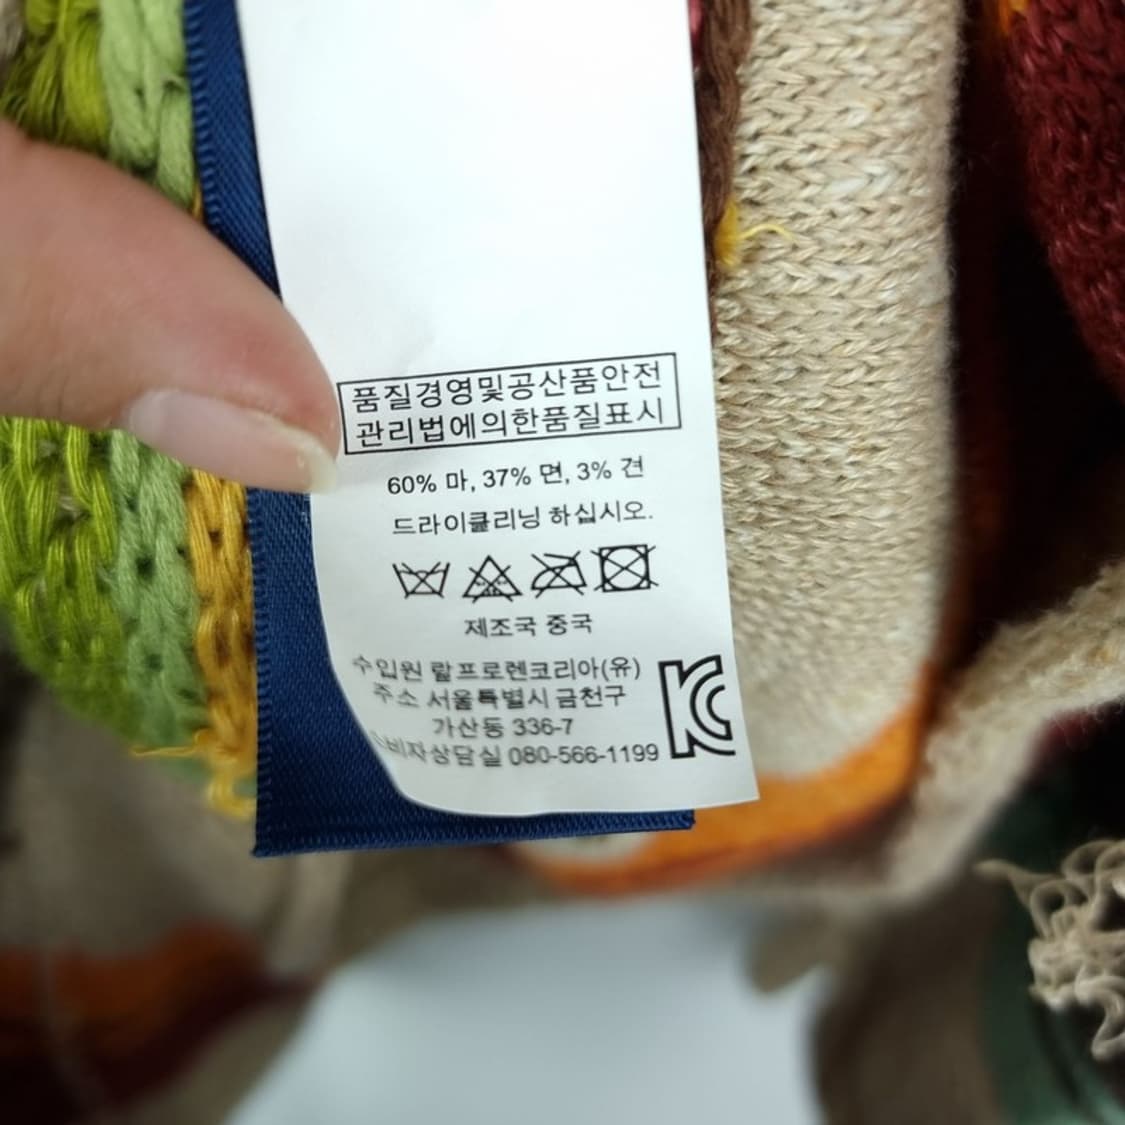 품질경영및공산품안전
관리법에의한품질표시
60% 마, 37% 면, 3% 견
드라이클리닝 하십시오.
제조국 중국
수입원 랄프로렌코리아(유)
주소 서울특별시 금천구
가산동 336-7
소비자상담실 080-566-1199